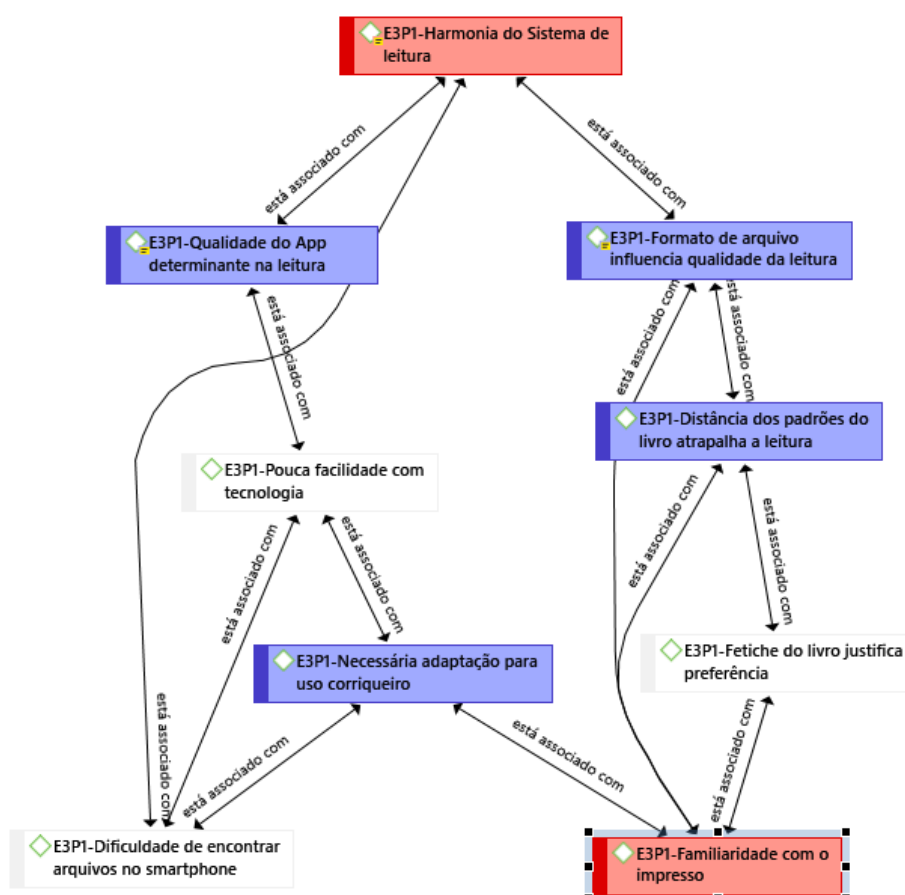 E3P1-Harmonia do Sistema de
leitura
está associado com
está associado com
E3P1-Qualidade do App
determinante na leitura
E3P1-Formato de arquivo
influencia qualidade da leitura
está associado com
está associado com
está associado com
E3P1-Distância dos padrões do
livro atrapalha a leitura
E3P1-Pouca facilidade com
tecnologia
está associado com
está associado com
está associado com
está associado com
E3P1-Necessária adaptação para
uso corriqueiro
E3P1-Fetiche do livro justifica
preferência
está associado com
está associado com
está associado com
está associado com
E3P1-Dificuldade de encontrar
arquivos no smartphone
E3P1-Familiaridade com o
impresso